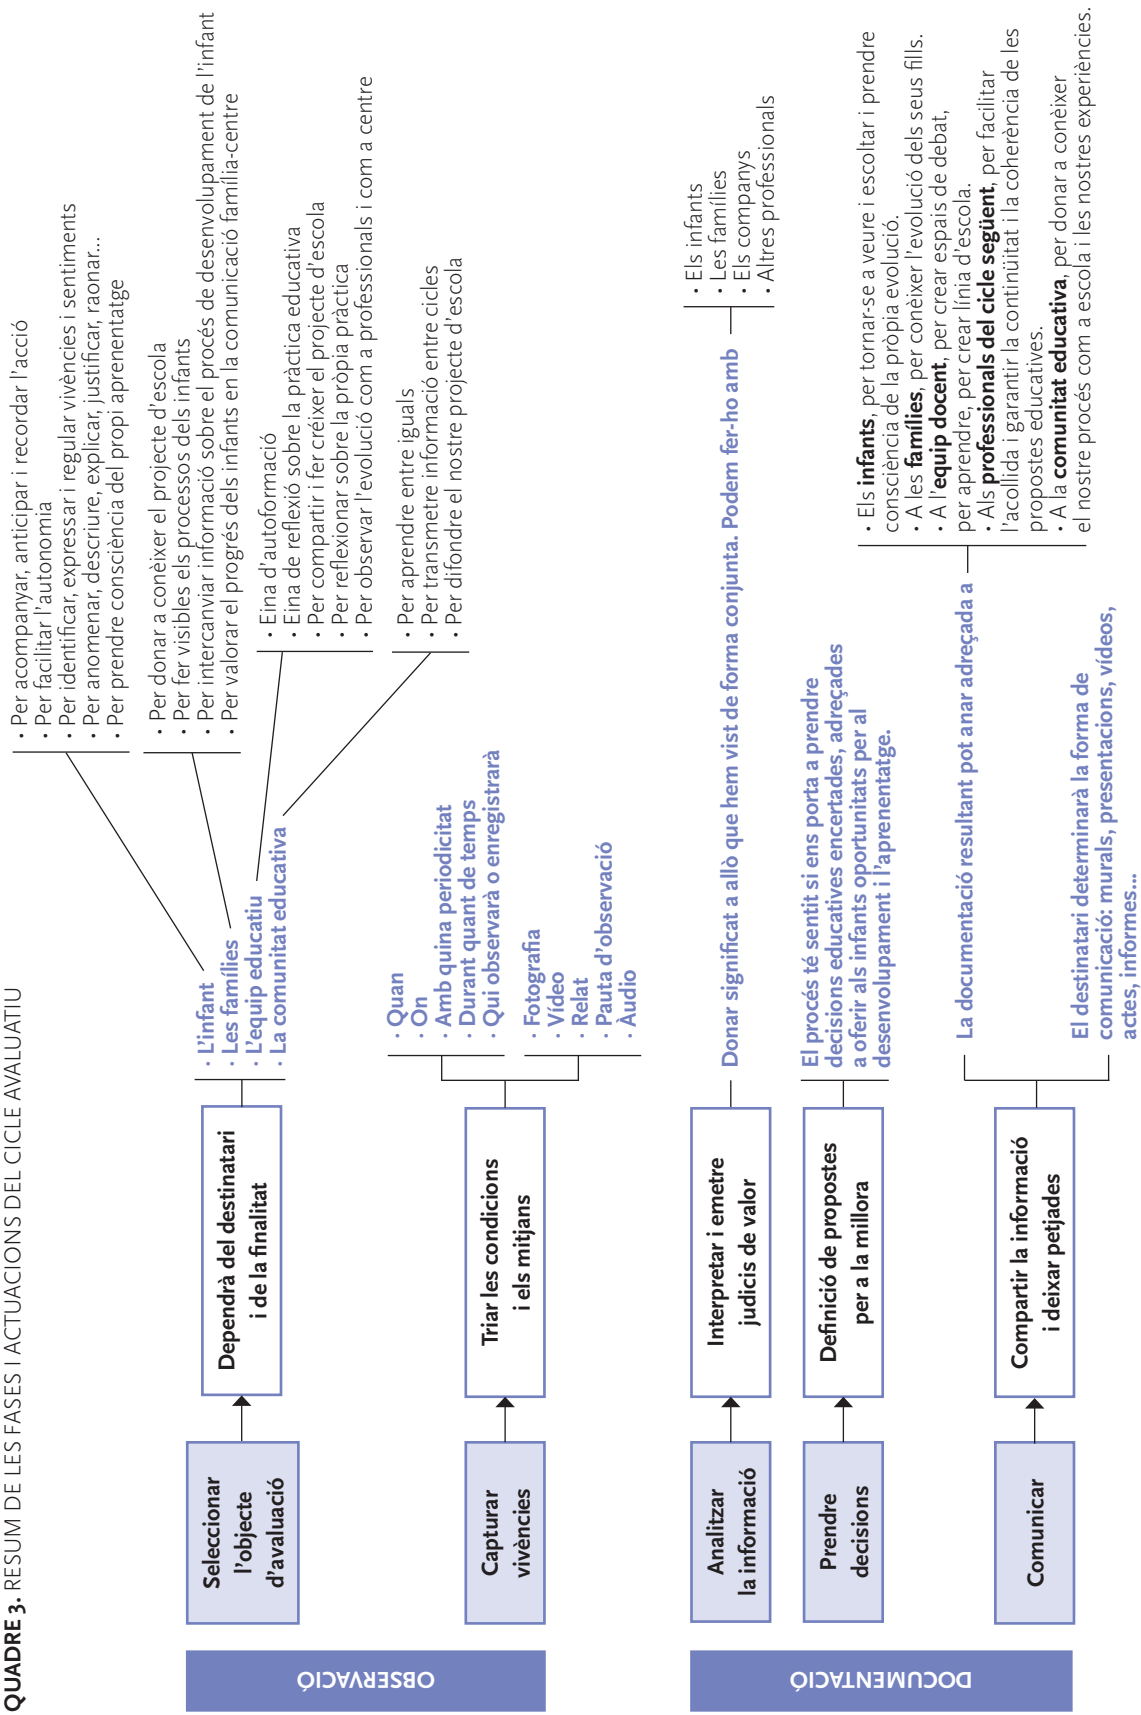 QUADRE 3. RESUM DE LES FASES I ACTUACIONS DEL CICLE AVALUATIU
OBSERVACIÓ
Seleccionar
l'objecte
d'avaluació
Dependrà del destinatari
i de la finalitat
· L'infant
· Les famílies
· L'equip educatiu
· La comunitat educativa
· Per acompanyar, anticipar i recordar l'acció
· Per facilitar l'autonomia
· Per identificar, expressar i regular vivències i sentiments
· Per anomenar, descriure, explicar, justificar, raonar...
· Per prendre consciència del propi aprenentatge
· Per donar a conèixer el projecte d'escola
· Per fer visibles els processos dels infants
· Per intercanviar informació sobre el procés de desenvolupament de l'infant
· Per valorar el progrés dels infants en la comunicació família-centre
· Eina d'autoformació
· Eina de reflexió sobre la pràctica educativa
· Per compartir i fer créixer el projecte d'escola
· Per reflexionar sobre la pròpia pràctica
· Per observar l'evolució com a professionals i com a centre
· Per aprendre entre iguals
· Per transmetre informació entre cicles
· Per difondre el nostre projecte d'escola
Capturar
vivències
Triar les condicions
i els mitjans
· Quan
· On
· Amb quina periodicitat
· Durant quant de temps
· Qui observarà o enregistrarà
· Fotografia
· Vídeo
· Relat
· Pauta d'observació
· Àudio
DOCUMENTACIÓ
Analitzar
la informació
Interpretar i emetre
judicis de valor
Donar significat a allò que hem vist de forma conjunta. Podem fer-ho amb
· Els infants
· Les famílies
· Els companys
· Altres professionals
Prendre
decisions
Definició de propostes
per a la millora
El procés té sentit si ens porta a prendre
decisions educatives encertades, adreçades
a oferir als infants oportunitats per al
desenvolupament i l'aprenentatge.
Comunicar
Compartir la informació
i deixar petjades
La documentació resultant pot anar adreçada a
· Els infants, per tornar-se a veure i escoltar i prendre
consciència de la pròpia evolució.
· A les famílies, per conèixer l'evolució dels seus fills.
· A l'equip docent, per crear espais de debat,
per aprendre, per crear línia d'escola.
· Als professionals del cicle següent, per facilitar
l'acollida i garantir la continüitat i la coherència de les
propostes educatives.
· A la comunitat educativa, per donar a conèixer
el nostre procés com a escola i les nostres experiències.
El destinatari determinarà la forma de
comunicació: murals, presentacions, vídeos,
actes, informes...